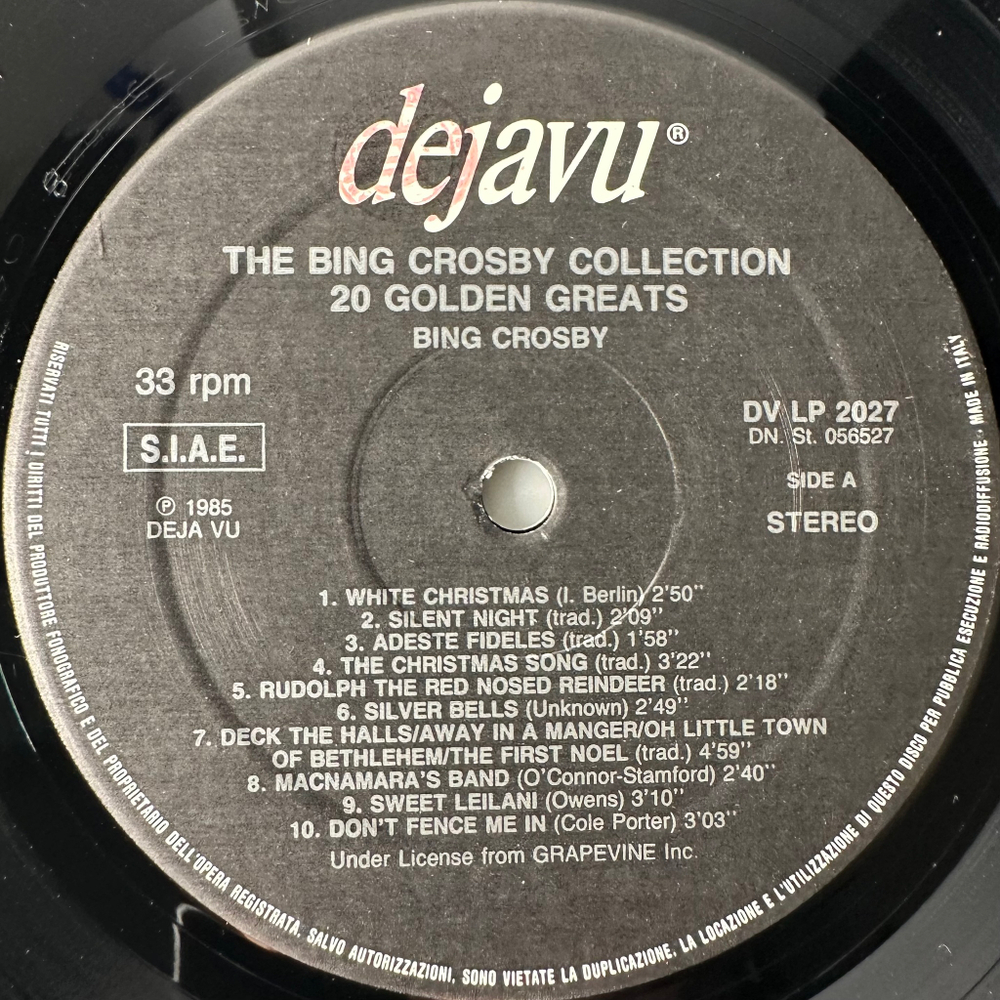 dejavu®
THE BING CROSBY COLLECTION
20 GOLDEN GREATS
BING CROSBY
33 rpm
S.I.A.E.
℗ 1985
DEJA VU
DV LP 2027
DN. St. 056527
SIDE A
STEREO
1. WHITE CHRISTMAS (I. Berlin) 2'50''
2. SILENT NIGHT (trad.) 2'09''
3. ADESTE FIDELES (trad.) 1'58''
4. THE CHRISTMAS SONG (trad.) 3'22''
5. RUDOLPH THE RED NOSED REINDEER (trad.) 2'18''
6. SILVER BELLS (Unknown) 2'49''
7. DECK THE HALLS/AWAY IN A MANGER/OH LITTLE TOWN
OF BETHLEHEM/THE FIRST NOEL (trad.) 4'59''
8. MACNAMARA'S BAND (O'Connor-Stamford) 2'40''
9. SWEET LEILANI (Owens) 3'10''
10. DON'T FENCE ME IN (Cole Porter) 3'03''
Under License from GRAPEVINE Inc.
RISERVATI TUTTI I DIRITTI DEL PRODUTTORE FONOGRAFICO E DEL PROPRIETARIO DELL'OPERA REGISTRATA. SALVO AUTORIZZAZIONI, SONO VIETATE LA DUPLICAZIONE, LA LOCAZIONE E L'UTILIZZAZIONE DI QUESTO DISCO PER PUBBLICA ESECUZIONE E RADIODIFFUSIONE - MADE IN ITALY